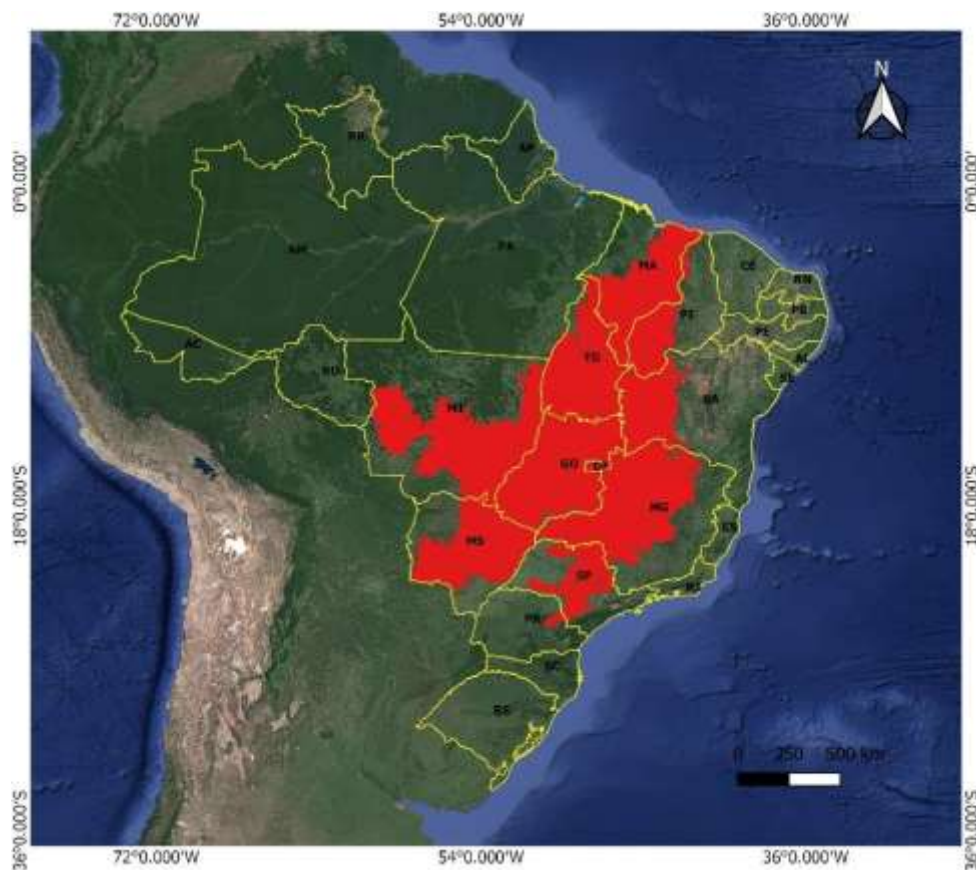 72°0.000'W 54°0.000'W 36°0.000'W
N
0°0.000' 0°0.000'
RR AP
AM PA MA CE RN
PI PB
PE
AC TO AL
RO SE
MT BA
GO DF
18°0.000'S 18°0.000'S
MG
ES
MS
SP
RJ
PR
SC
RS
0 250 500 km
36°0.000'S 36°0.000'S
72°0.000'W 54°0.000'W 36°0.000'W